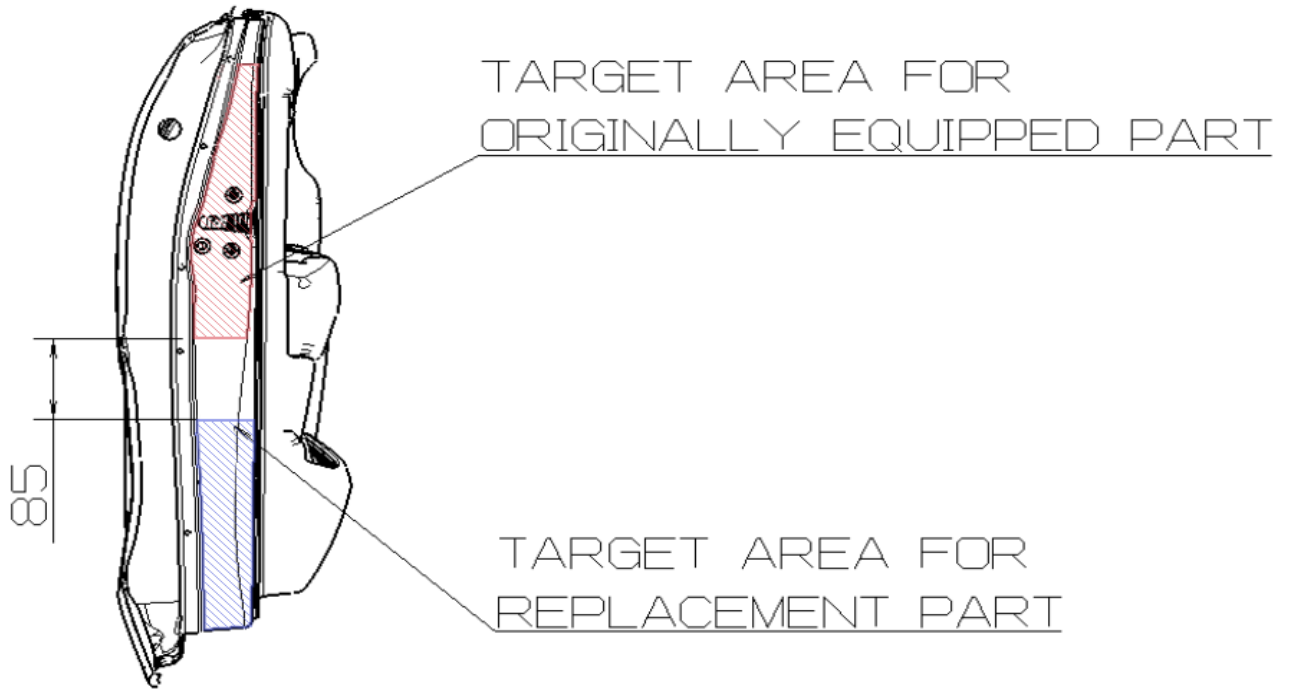 TARGET AREA FOR
ORIGINALLY EQUIPPED PART
85
TARGET AREA FOR
REPLACEMENT PART